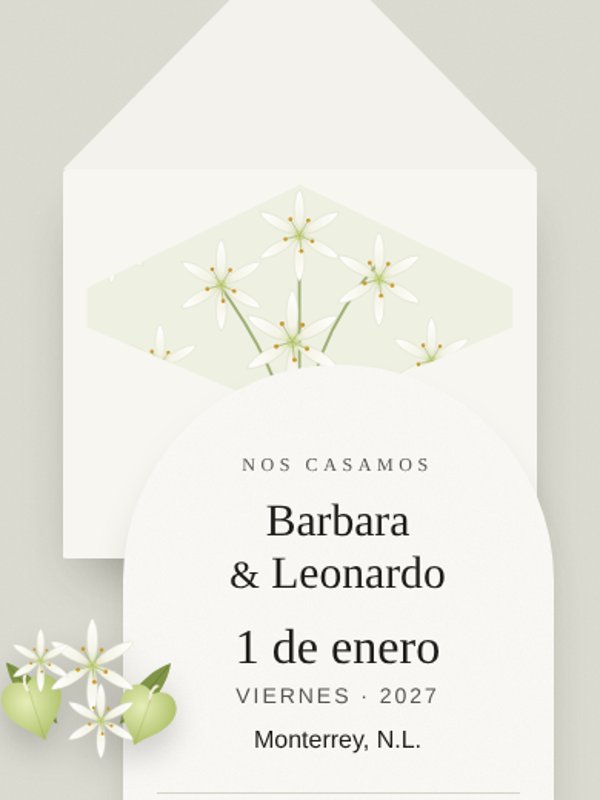 NOS CASAMOS
Barbara
& Leonardo
1 de enero
VIERNES · 2027
Monterrey, N.L.